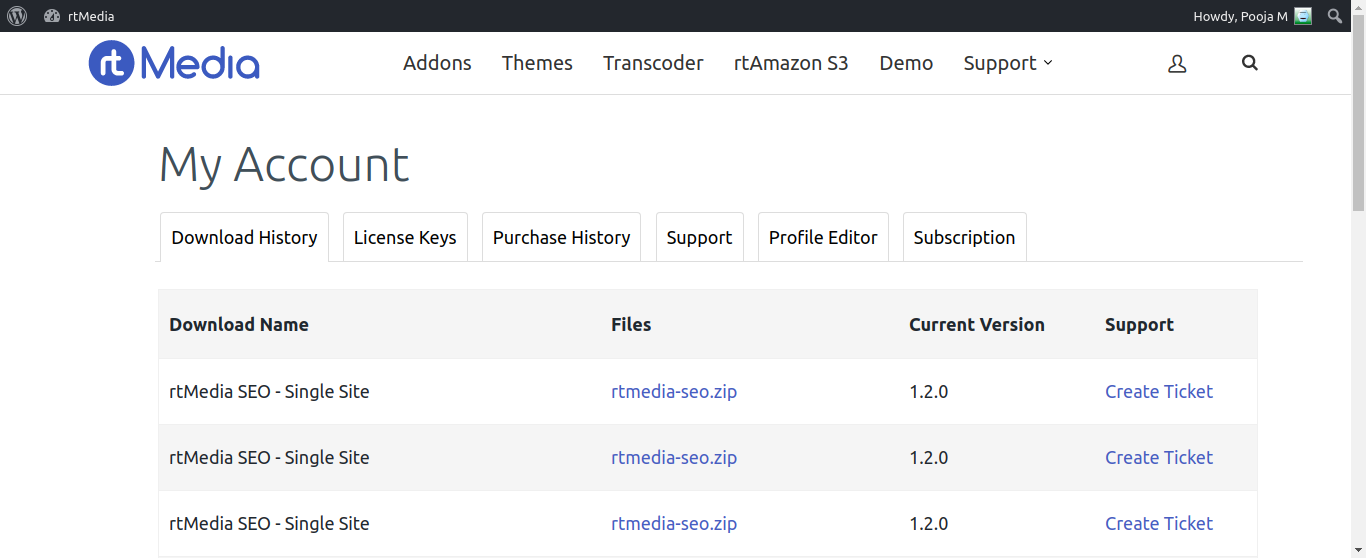 rtMedia Howdy, Pooja M
rt Media Addons Themes Transcoder rtAmazon S3 Demo Support
My Account
Download History License Keys Purchase History Support Profile Editor Subscription
Download Name Files Current Version Support
rtMedia SEO - Single Site rtmedia-seo.zip 1.2.0 Create Ticket
rtMedia SEO - Single Site rtmedia-seo.zip 1.2.0 Create Ticket
rtMedia SEO - Single Site rtmedia-seo.zip 1.2.0 Create Ticket